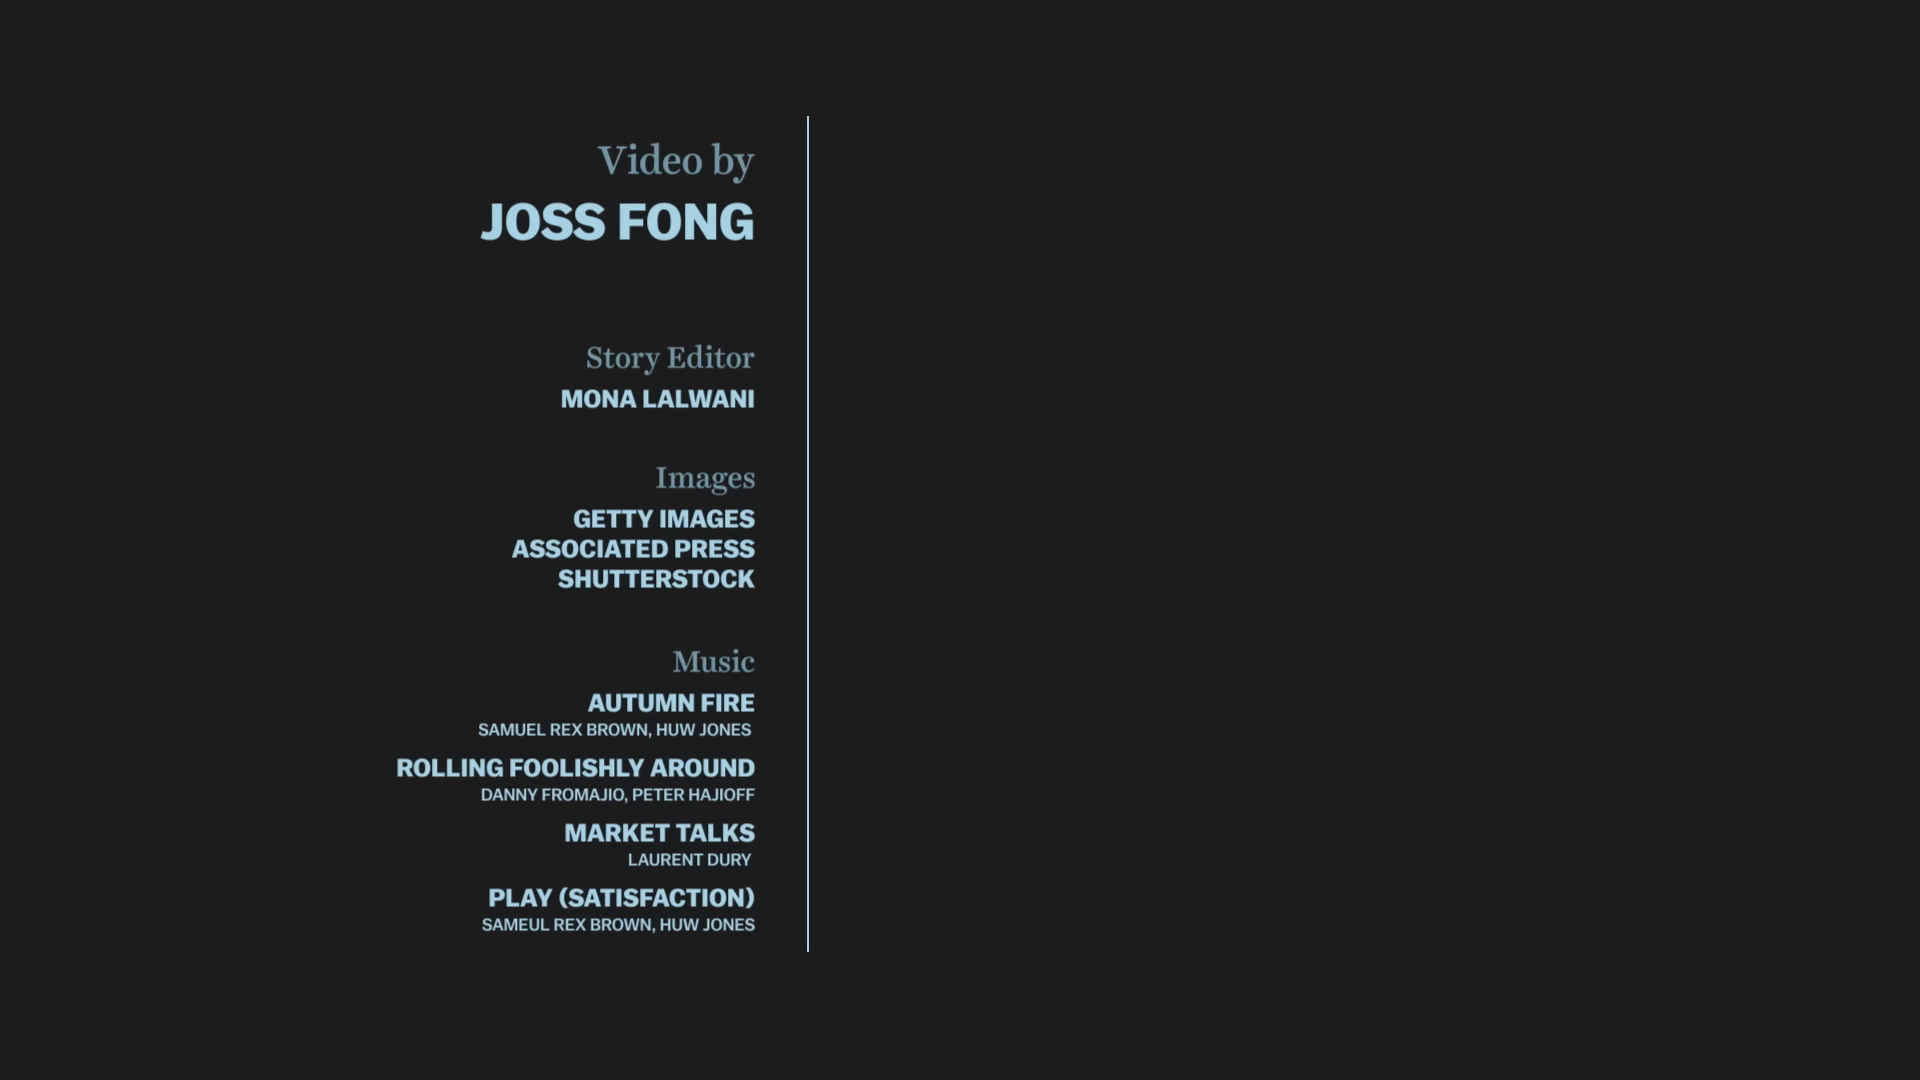 Video by
JOSS FONG
Story Editor
MONA LALWANI
Images
GETTY IMAGES
ASSOCIATED PRESS
SHUTTERSTOCK
Music
AUTUMN FIRE
SAMUEL REX BROWN, HUW JONES
ROLLING FOOLISHLY AROUND
DANNY FROMAJIO, PETER HAJIOFF
MARKET TALKS
LAURENT DURY
PLAY (SATISFACTION)
SAMEUL REX BROWN, HUW JONES